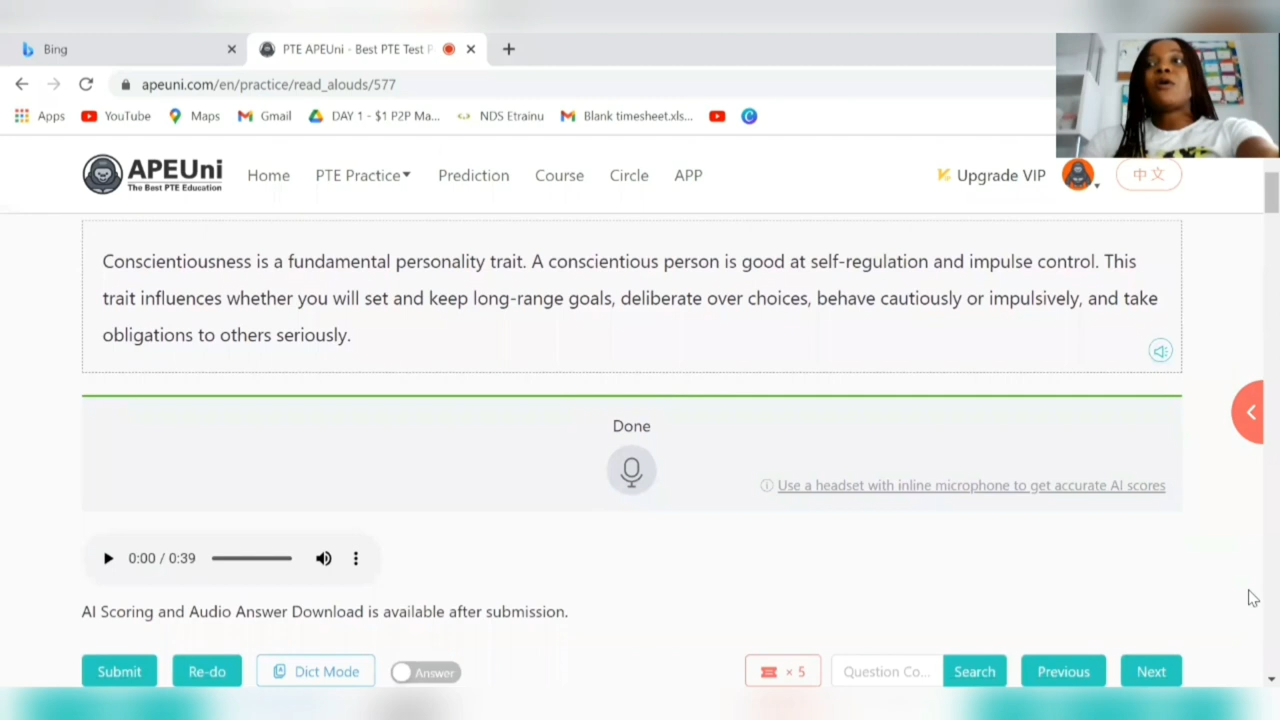 Bing
PTE APEUni - Best PTE Test P
apeuni.com/en/practice/read_alouds/577
Apps YouTube Maps Gmail DAY 1 - $1 P2P Ma... NDS Etrainu Blank timesheet.xls...
APEUni
The Best PTE Education
Home PTE Practice Prediction Course Circle APP Upgrade VIP 中文
Conscientiousness is a fundamental personality trait. A conscientious person is good at self-regulation and impulse control. This
trait influences whether you will set and keep long-range goals, deliberate over choices, behave cautiously or impulsively, and take
obligations to others seriously.
Done
Use a headset with inline microphone to get accurate AI scores
0:00 / 0:39
AI Scoring and Audio Answer Download is available after submission.
Submit Re-do Dict Mode Answer × 5 Question Co... Search Previous Next